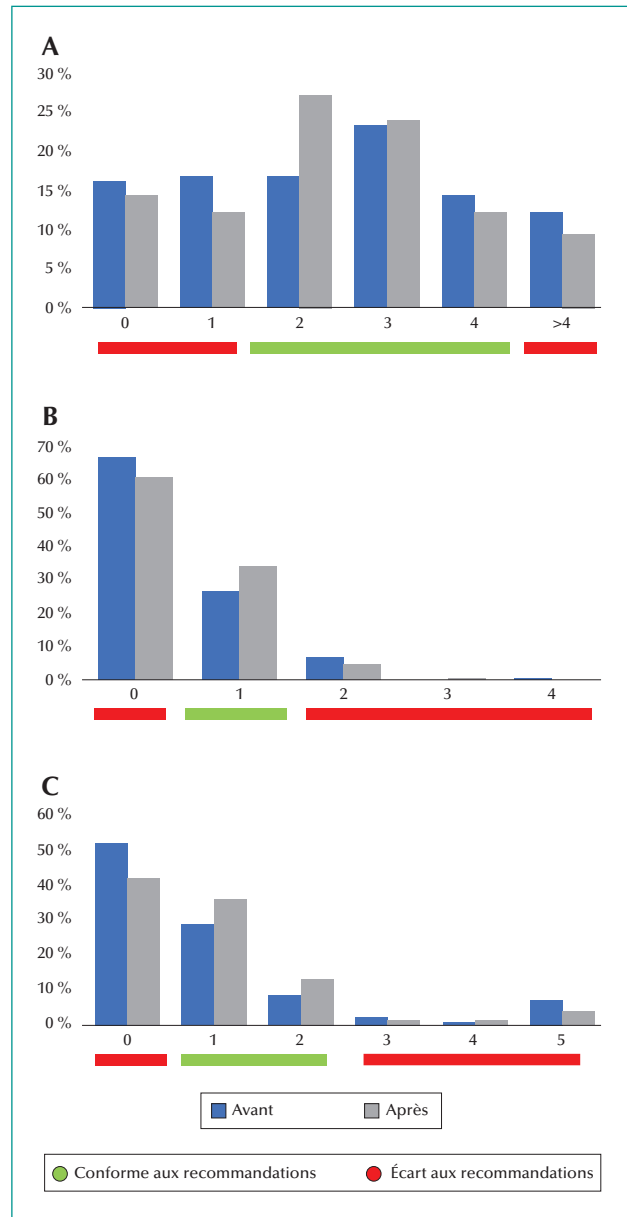 A
30 %
25 %
20 %
15 %
10 %
5 %
0 %
0 1 2 3 4 >4
B
70 %
60 %
50 %
40 %
30 %
20 %
10 %
0 %
0 1 2 3 4
C
60 %
50 %
40 %
30 %
20 %
10 %
0 %
0 1 2 3 4 5
Avant Après
Conforme aux recommandations Écart aux recommandations